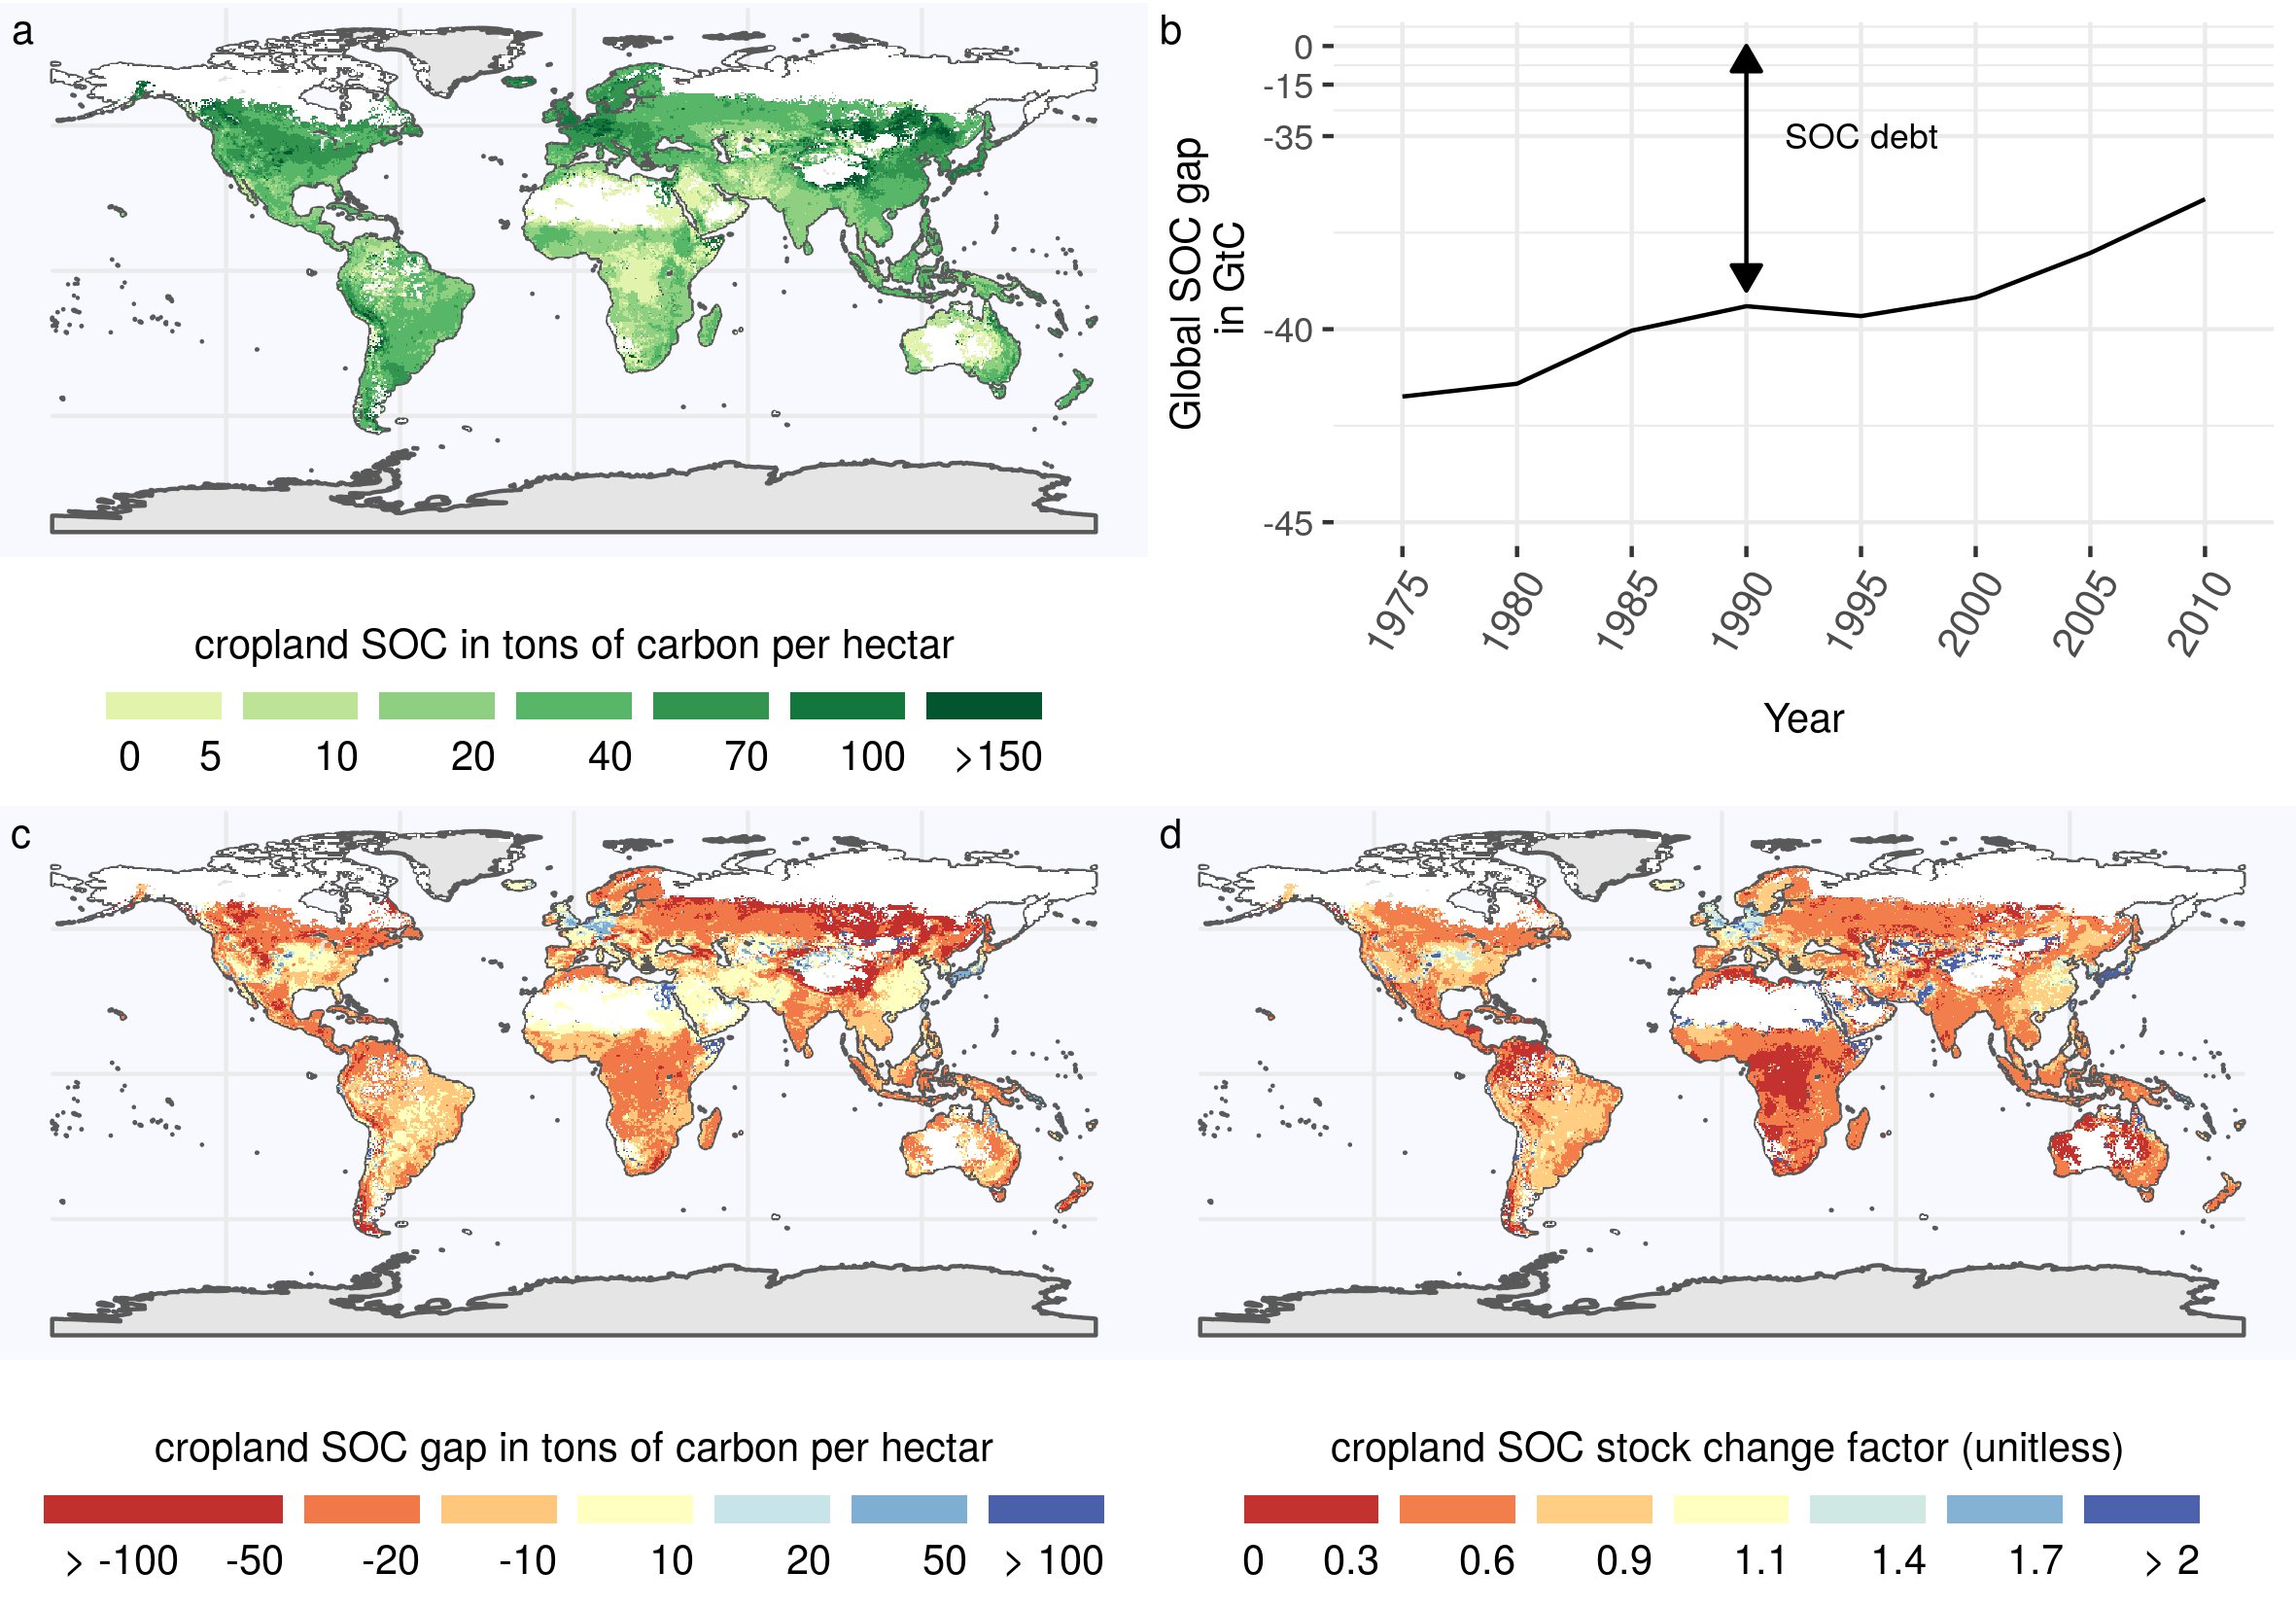 a
cropland SOC in tons of carbon per hectar
0 5 10 20 40 70 100 >150
b
Global SOC gap
in GtC
0
-15
-35
-40
-45
SOC debt
1975 1980 1985 1990 1995 2000 2005 2010
Year
c
cropland SOC gap in tons of carbon per hectar
> -100 -50 -20 -10 10 20 50 > 100
d
cropland SOC stock change factor (unitless)
0 0.3 0.6 0.9 1.1 1.4 1.7 > 2